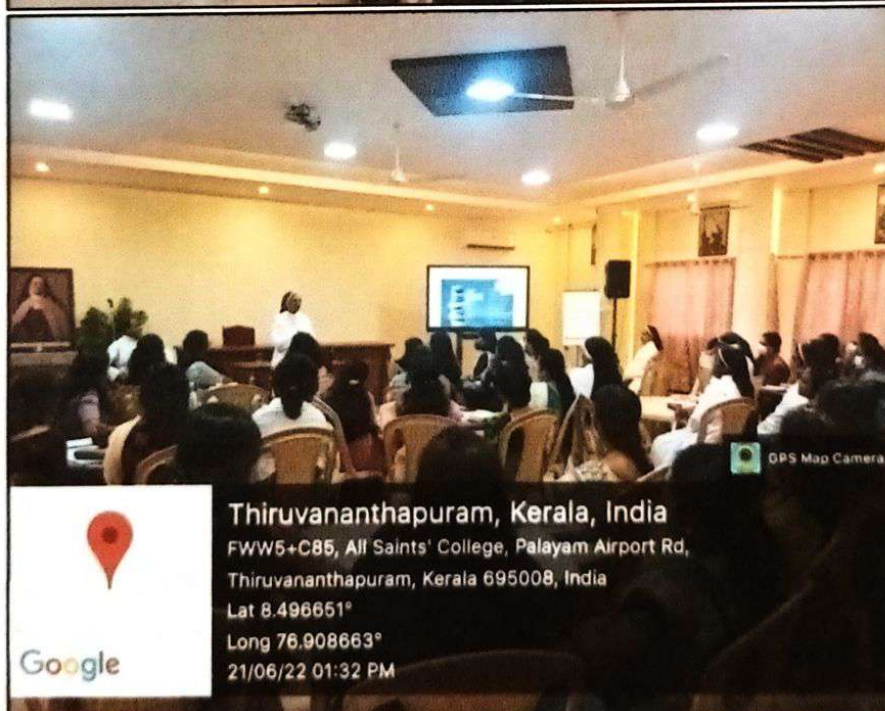 GPS Map Camera
Thiruvananthapuram, Kerala, India
FWW5+C85, All Saints' College, Palayam Airport Rd,
Thiruvananthapuram, Kerala 695008, India
Lat 8.496651°
Long 76.908663°
21/06/22 01:32 PM
Google